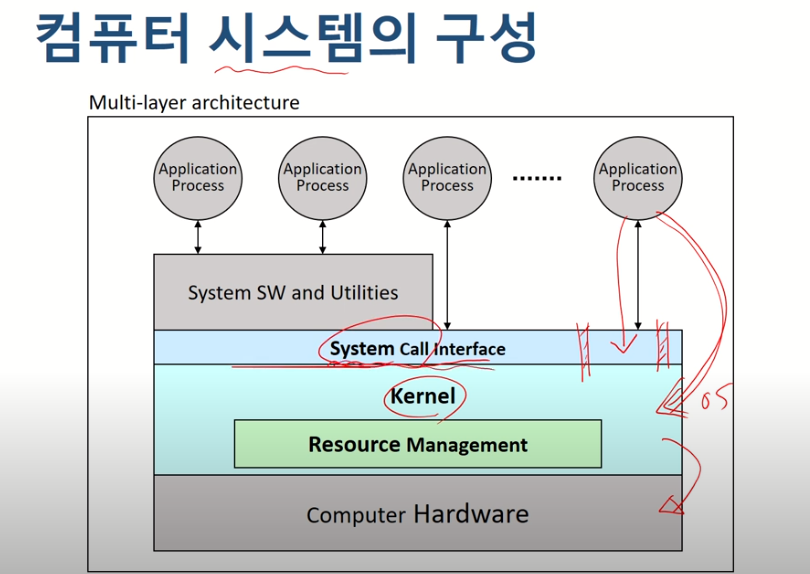 컴퓨터 시스템의 구성
Multi-layer architecture
Application
Process
Application
Process
Application
Process
.......
Application
Process
System SW and Utilities
System Call Interface
Kernel
OS
Resource Management
Computer Hardware